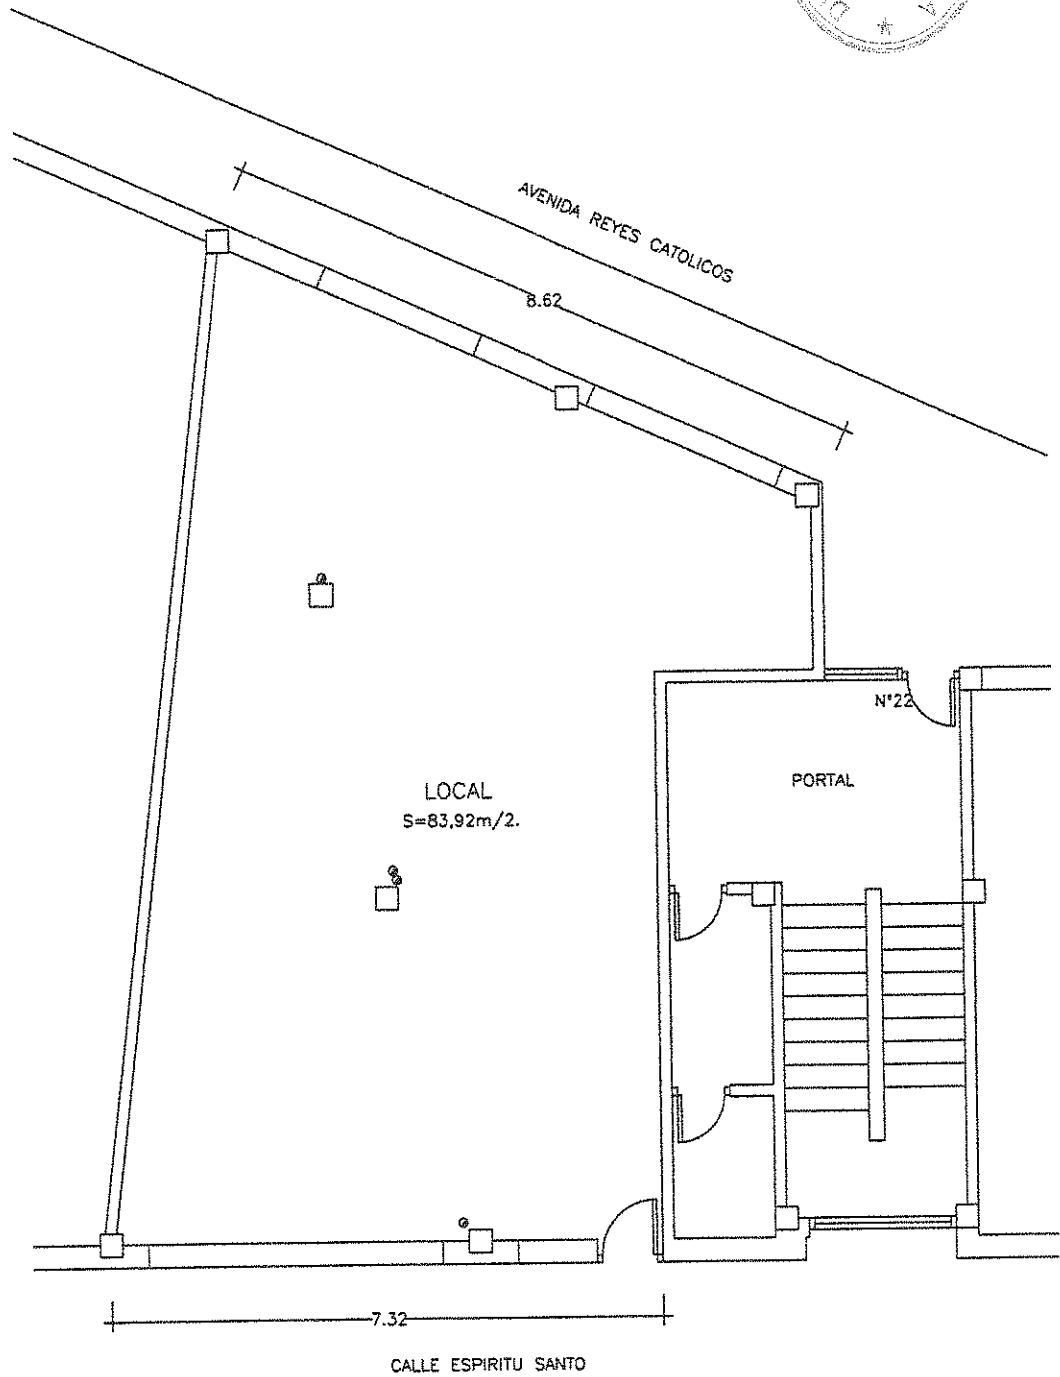 AVENIDA REYES CATOLICOS
8.62
N°22
PORTAL
LOCAL
S=83,92m/2.
7.32
CALLE ESPIRITU SANTO